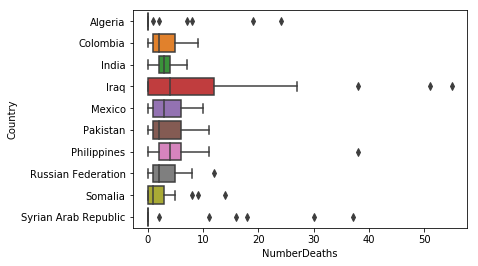 Country
Algeria
Colombia
India
Iraq
Mexico
Pakistan
Philippines
Russian Federation
Somalia
Syrian Arab Republic
0 10 20 30 40 50
NumberDeaths